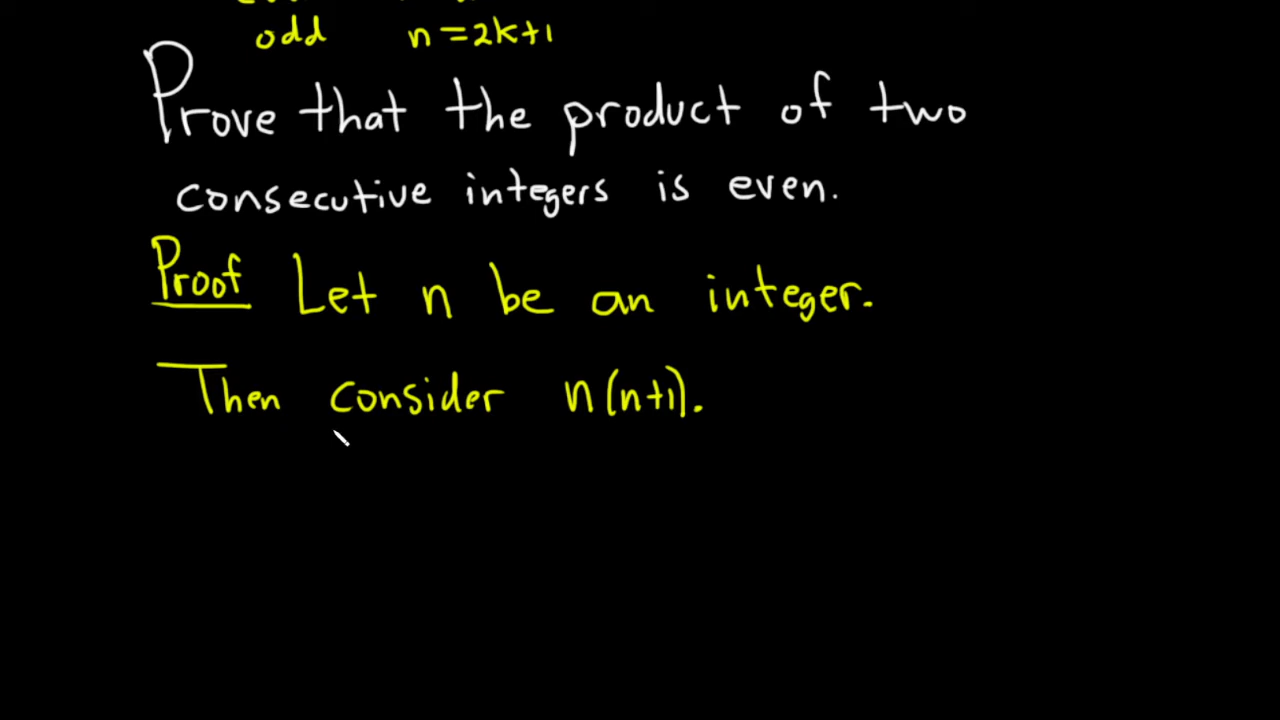 odd n=2k+1
Prove that the product of two
consecutive integers is even.
Proof Let n be an integer.
Then consider n(n+1).